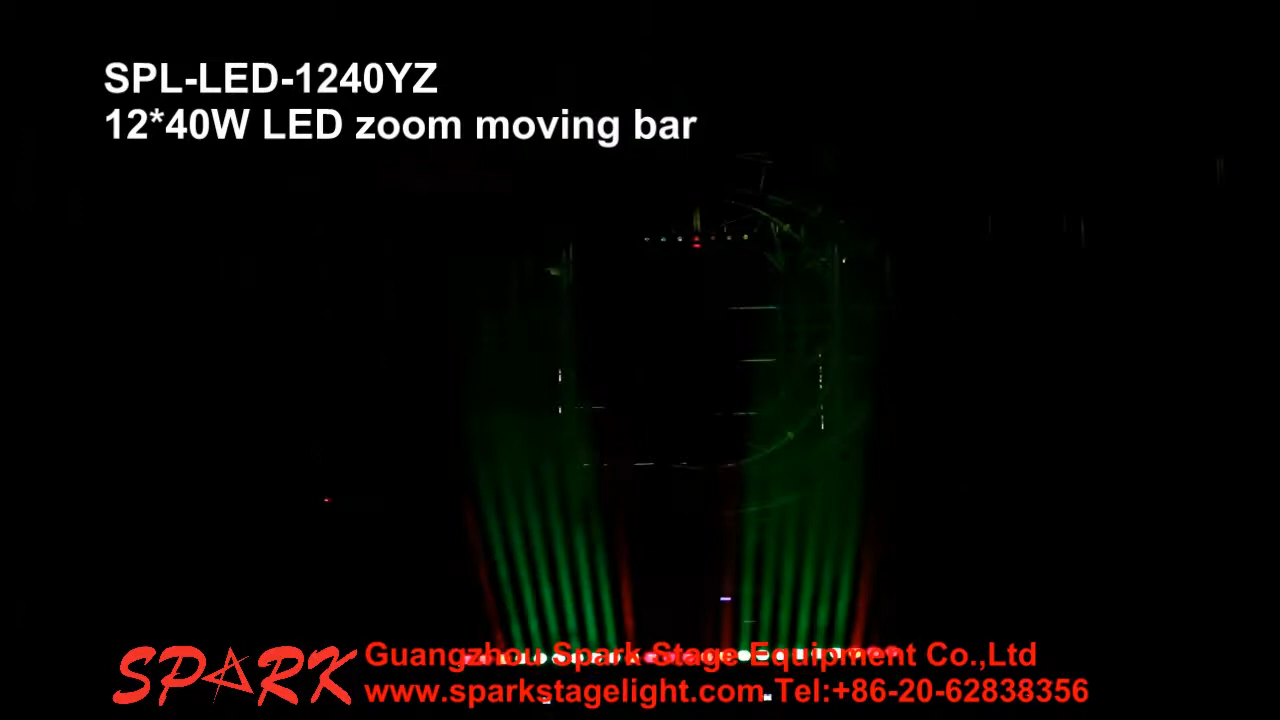 SPL-LED-1240YZ
12*40W LED zoom moving bar
SPARK
Guangzhou Spark Stage Equipment Co.,Ltd
www.sparkstagelight.com Tel:+86-20-62838356